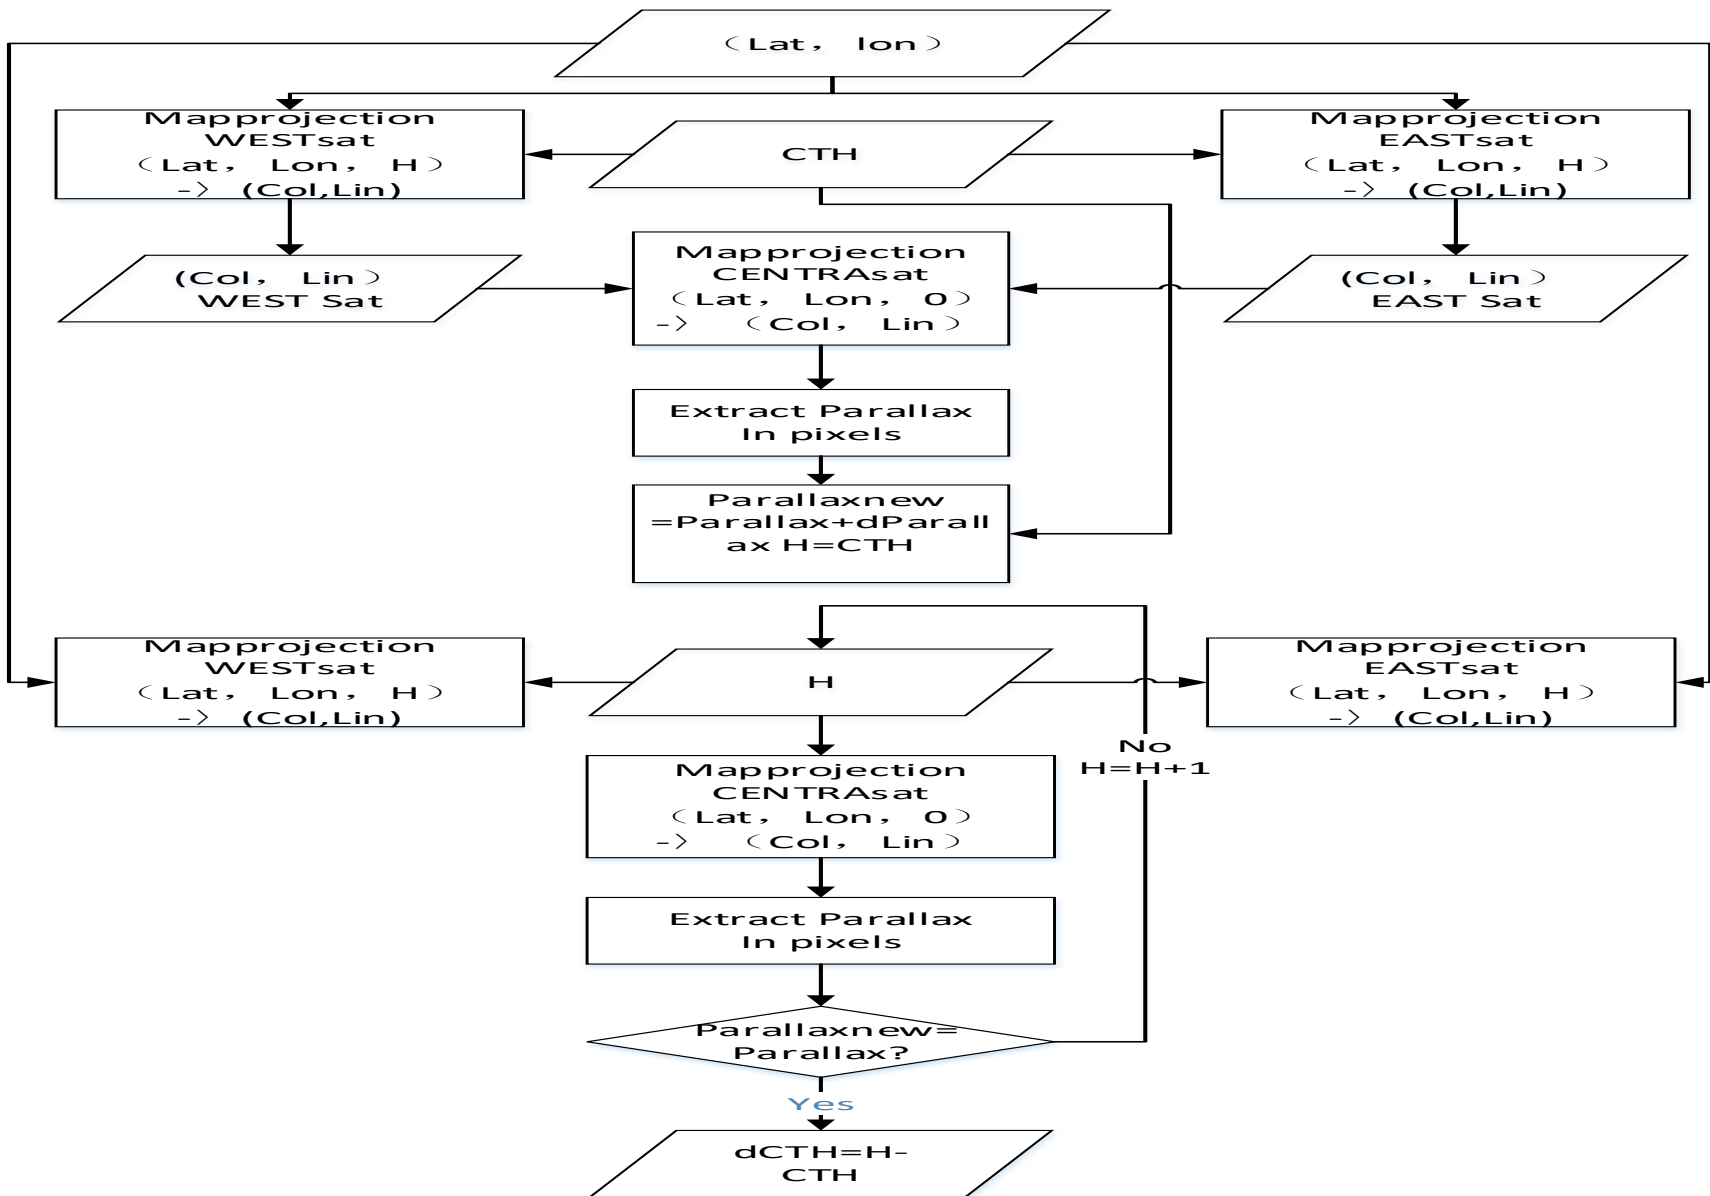 （Lat， lon）
Mapprojection
WESTsat
（Lat， Lon， H）
-〉 (Col,Lin)
CTH
Mapprojection
EASTsat
（Lat， Lon， H）
-〉 (Col,Lin)
(Col， Lin）
WEST Sat
Mapprojection
CENTRAsat
（Lat， Lon， 0）
-〉 （Col， Lin）
(Col， Lin）
EAST Sat
Extract Parallax
In pixels
Parallaxnew
=Parallax+dParall
ax H=CTH
Mapprojection
WESTsat
（Lat， Lon， H）
-〉 (Col,Lin)
H
Mapprojection
EASTsat
（Lat， Lon， H）
-〉 (Col,Lin)
No
H=H+1
Mapprojection
CENTRAsat
（Lat， Lon， 0）
-〉 （Col， Lin）
Extract Parallax
In pixels
Parallaxnew=
Parallax?
Yes
dCTH=H-
CTH